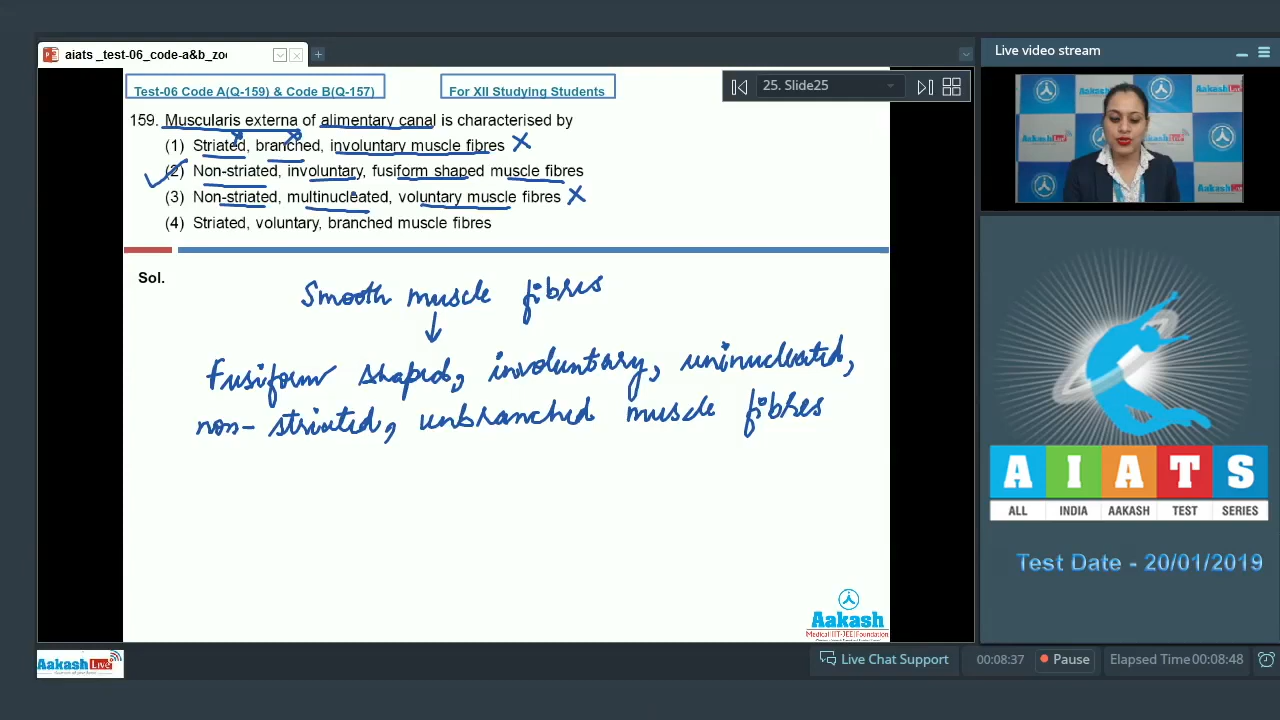 aiats _test-06_code-a&b_zo
Live video stream
Test-06 Code A(Q-159) & Code B(Q-157)
For XII Studying Students
25. Slide25
159. Muscularis externa of alimentary canal is characterised by
(1) Striated, branched, involuntary muscle fibres
(2) Non-striated, involuntary, fusiform shaped muscle fibres
(3) Non-striated, multinucleated, voluntary muscle fibres
(4) Striated, voluntary, branched muscle fibres
Sol.
Smooth muscle fibres
Fusiform shaped, involuntary, uninucleated,
non-striated, unbranched muscle fibres
AIATS
ALL INDIA AAKASH TEST SERIES
Test Date - 20/01/2019
Aakash
Medical|IIT-JEE|Foundation
Aakash Live
Live Chat Support
00:08:37
Pause
Elapsed Time 00:08:48